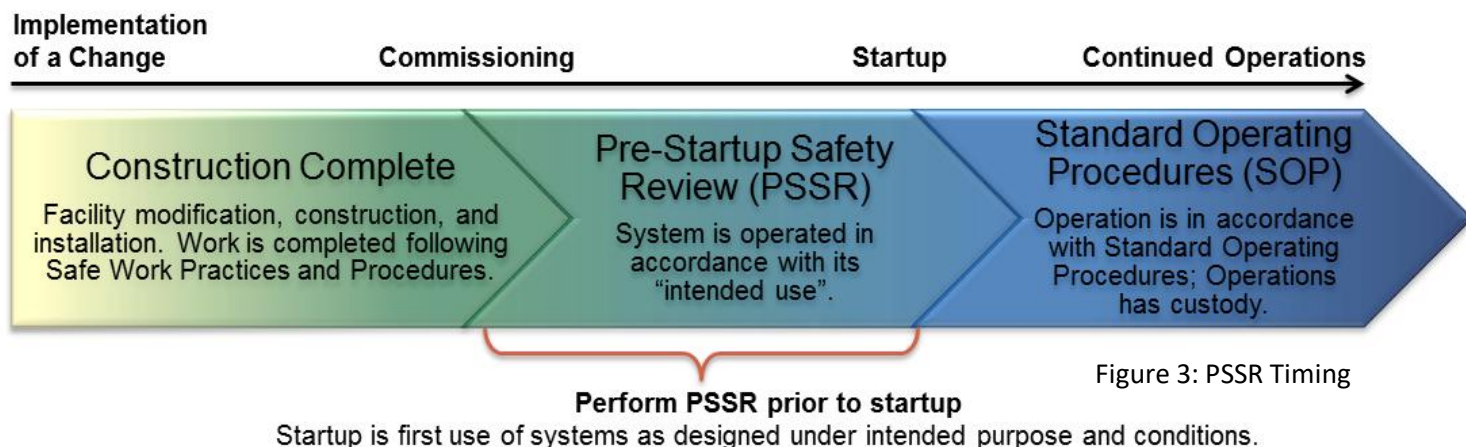 Implementation
of a Change
Commissioning
Startup
Continued Operations
Construction Complete
Facility modification, construction, and
installation. Work is completed following
Safe Work Practices and Procedures.
Pre-Startup Safety
Review (PSSR)
System is operated in
accordance with its
“intended use”.
Standard Operating
Procedures (SOP)
Operation is in accordance
with Standard Operating
Procedures; Operations
has custody.
Figure 3: PSSR Timing
Perform PSSR prior to startup
Startup is first use of systems as designed under intended purpose and conditions.